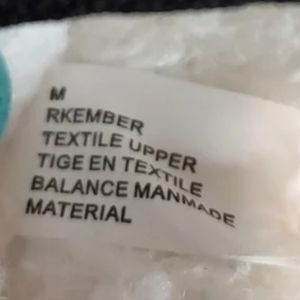 M
RKEMBER
TEXTILE UPPER
TIGE EN TEXTILE
BALANCE MANMADE
MATERIAL